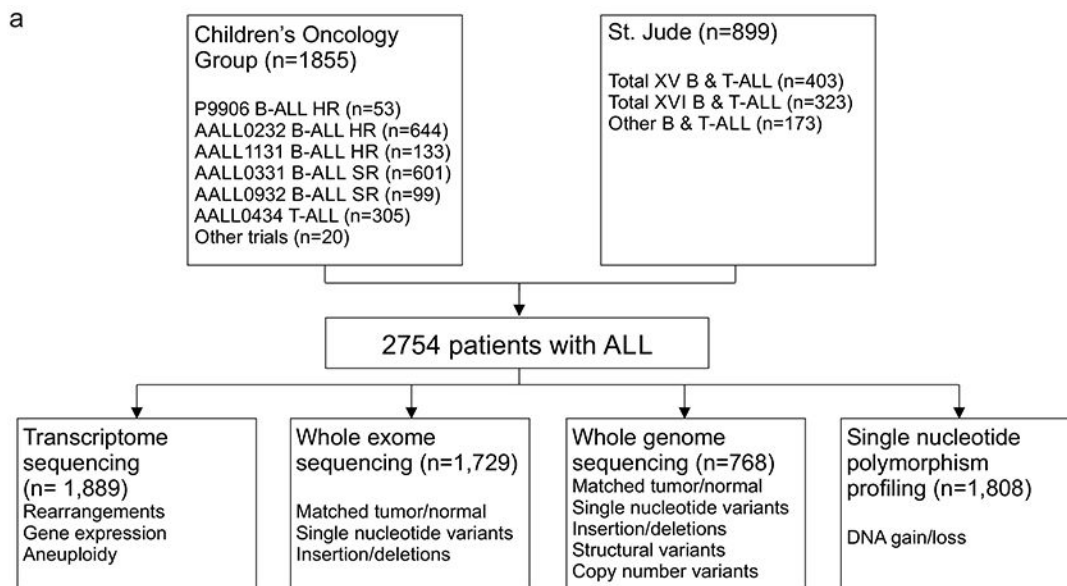 a
Children's Oncology
Group (n=1855)
P9906 B-ALL HR (n=53)
AALL0232 B-ALL HR (n=644)
AALL1131 B-ALL HR (n=133)
AALL0331 B-ALL SR (n=601)
AALL0932 B-ALL SR (n=99)
AALL0434 T-ALL (n=305)
Other trials (n=20)
St. Jude (n=899)
Total XV B & T-ALL (n=403)
Total XVI B & T-ALL (n=323)
Other B & T-ALL (n=173)
2754 patients with ALL
Transcriptome
sequencing
(n= 1,889)
Rearrangements
Gene expression
Aneuploidy
Whole exome
sequencing (n=1,729)
Matched tumor/normal
Single nucleotide variants
Insertion/deletions
Whole genome
sequencing (n=768)
Matched tumor/normal
Single nucleotide variants
Insertion/deletions
Structural variants
Copy number variants
Single nucleotide
polymorphism
profiling (n=1,808)
DNA gain/loss